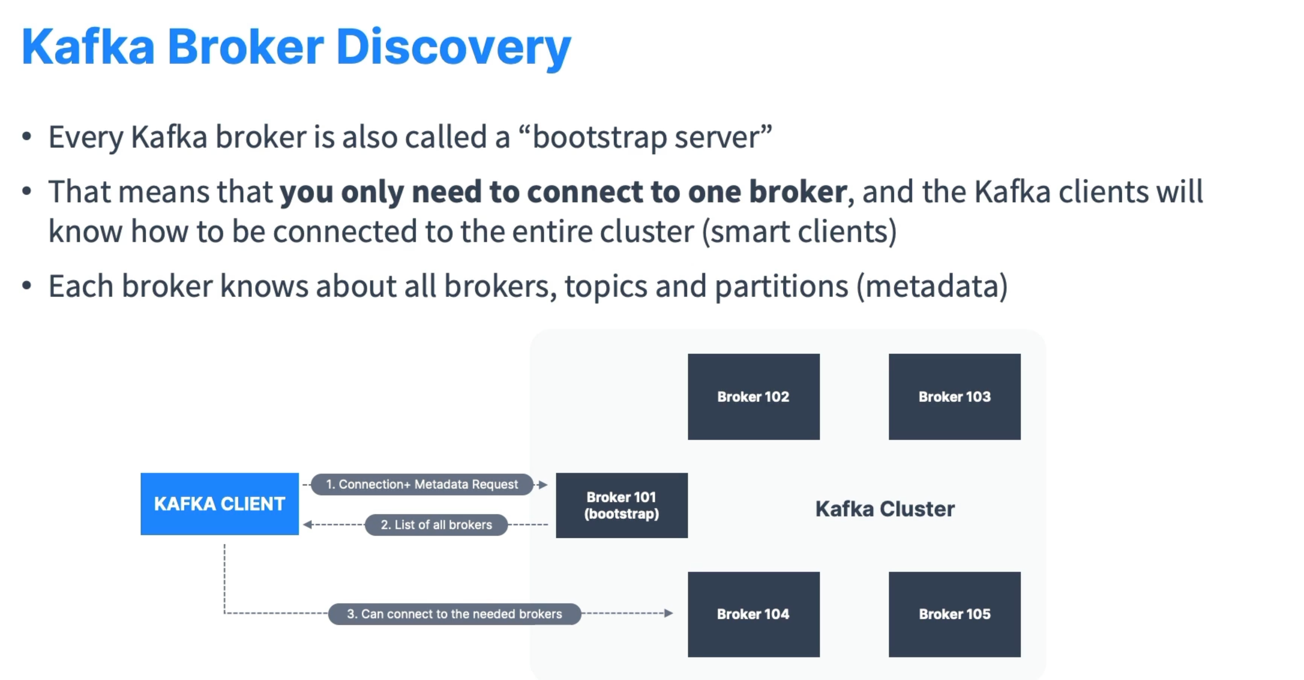 Kafka Broker Discovery
• Every Kafka broker is also called a “bootstrap server”
• That means that you only need to connect to one broker, and the Kafka clients will
know how to be connected to the entire cluster (smart clients)
• Each broker knows about all brokers, topics and partitions (metadata)
Broker 102
Broker 103
KAFKA CLIENT
1. Connection+ Metadata Request
2. List of all brokers
Broker 101
(bootstrap)
Kafka Cluster
3. Can connect to the needed brokers
Broker 104
Broker 105